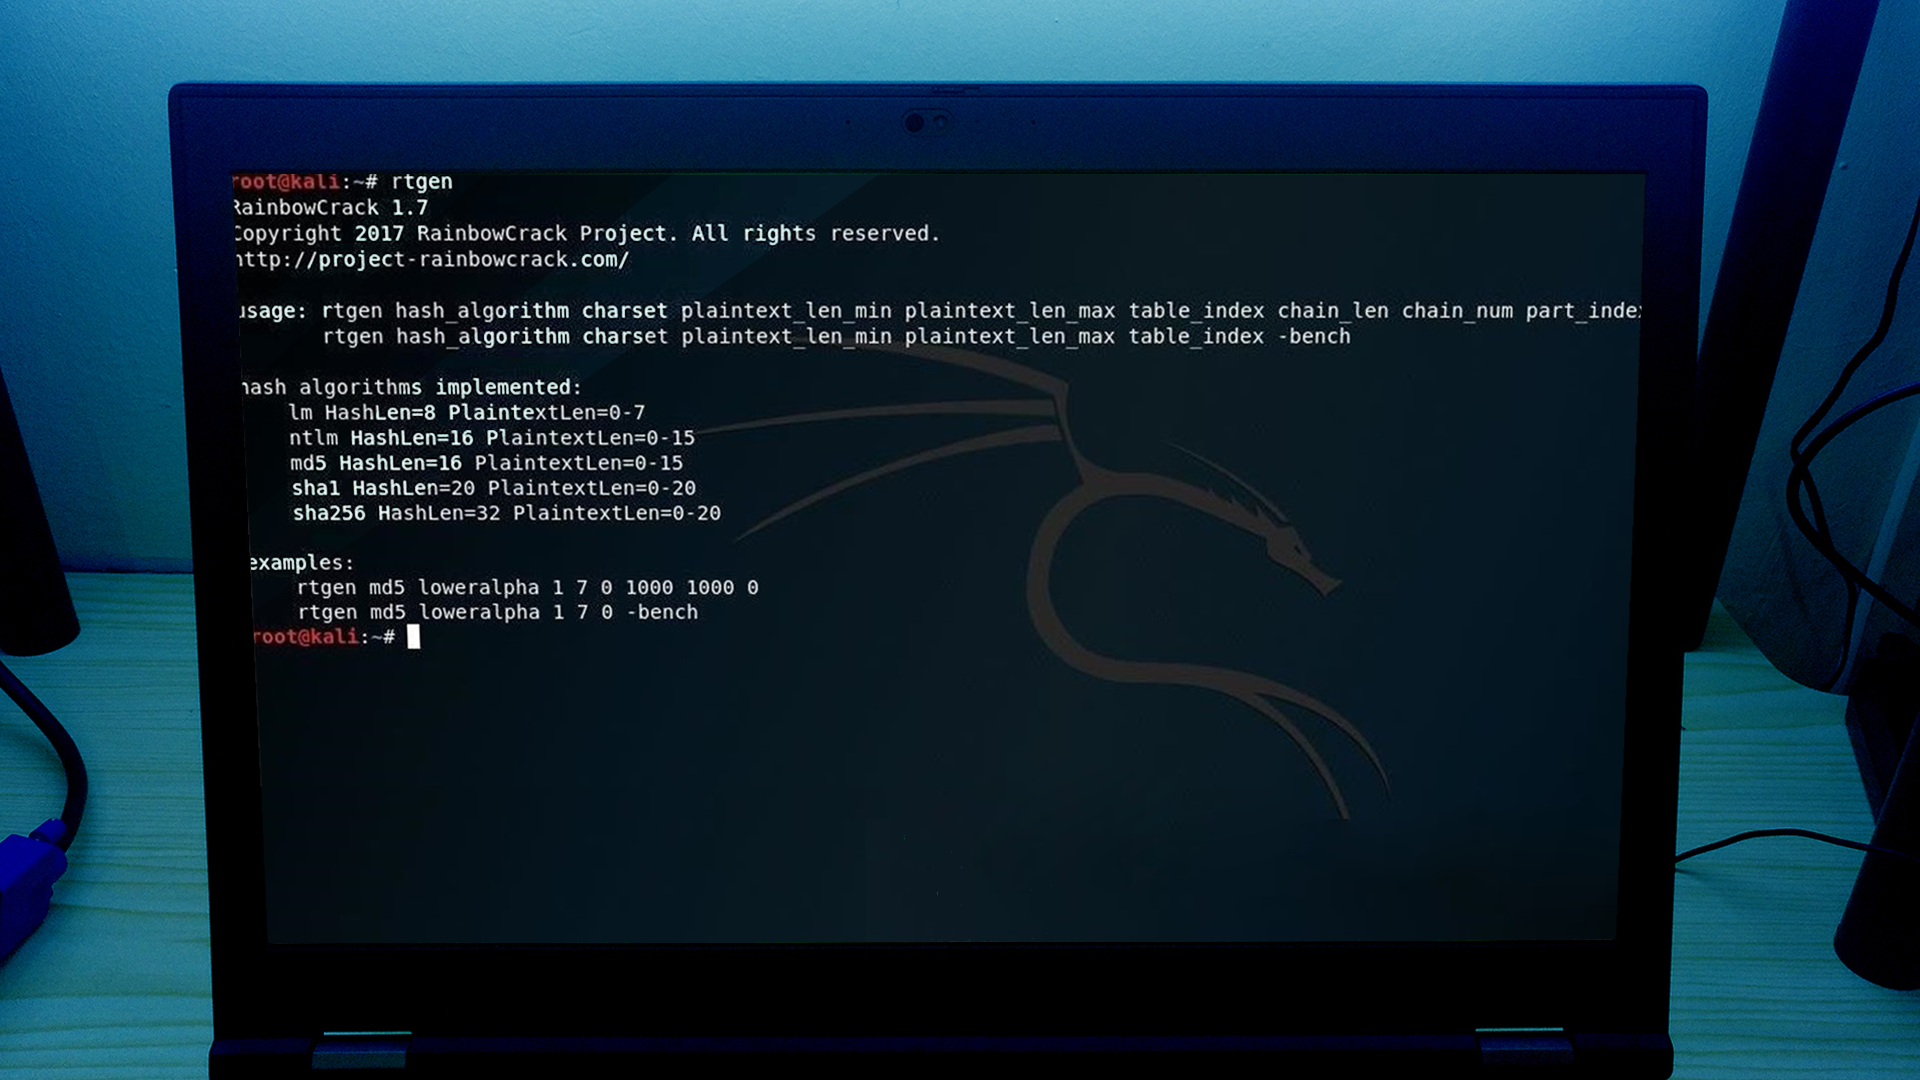 root@kali:~# rtgen
RainbowCrack 1.7
Copyright 2017 RainbowCrack Project. All rights reserved.
http://project-rainbowcrack.com/
usage: rtgen hash_algorithm charset plaintext_len_min plaintext_len_max table_index chain_len chain_num part_index
rtgen hash_algorithm charset plaintext_len_min plaintext_len_max table_index -bench
hash algorithms implemented:
lm HashLen=8 PlaintextLen=0-7
ntlm HashLen=16 PlaintextLen=0-15
md5 HashLen=16 PlaintextLen=0-15
sha1 HashLen=20 PlaintextLen=0-20
sha256 HashLen=32 PlaintextLen=0-20
examples:
rtgen md5 loweralpha 1 7 0 1000 1000 0
rtgen md5 loweralpha 1 7 0 -bench
root@kali:~#